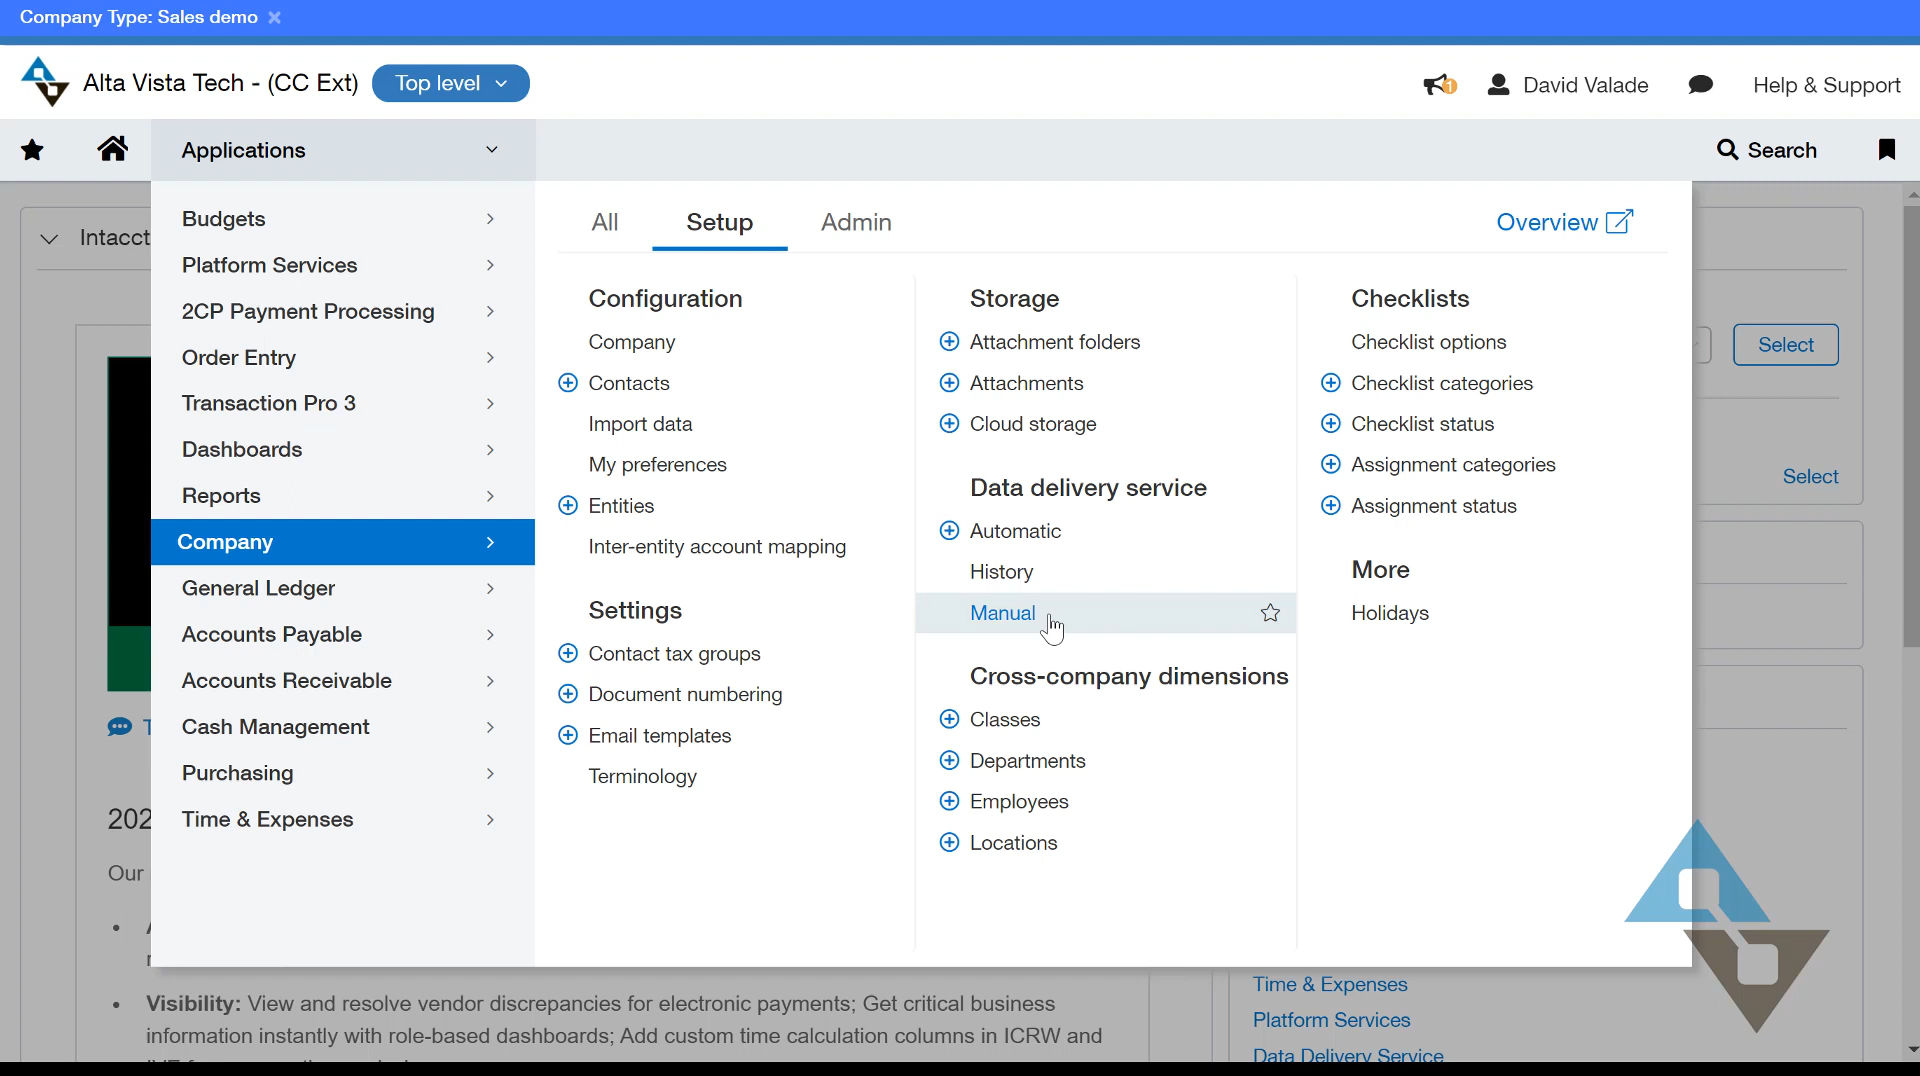 Company Type: Sales demo
Alta Vista Tech - (CC Ext)
Top level
1
David Valade
Help & Support
Applications
Search
Budgets
Platform Services
2CP Payment Processing
Order Entry
Transaction Pro 3
Dashboards
Reports
Company
General Ledger
Accounts Payable
Accounts Receivable
Cash Management
Purchasing
Time & Expenses
All
Setup
Admin
Overview
Configuration
Company
Contacts
Import data
My preferences
Entities
Inter-entity account mapping
Settings
Contact tax groups
Document numbering
Email templates
Terminology
Storage
Attachment folders
Attachments
Cloud storage
Data delivery service
Automatic
History
Manual
Cross-company dimensions
Classes
Departments
Employees
Locations
Checklists
Checklist options
Checklist categories
Checklist status
Assignment categories
Assignment status
More
Holidays
Intacct
Select
Select
202
Our
• Visibility: View and resolve vendor discrepancies for electronic payments; Get critical business
information instantly with role-based dashboards; Add custom time calculation columns in ICRW and
Time & Expenses
Platform Services
Data Delivery Service